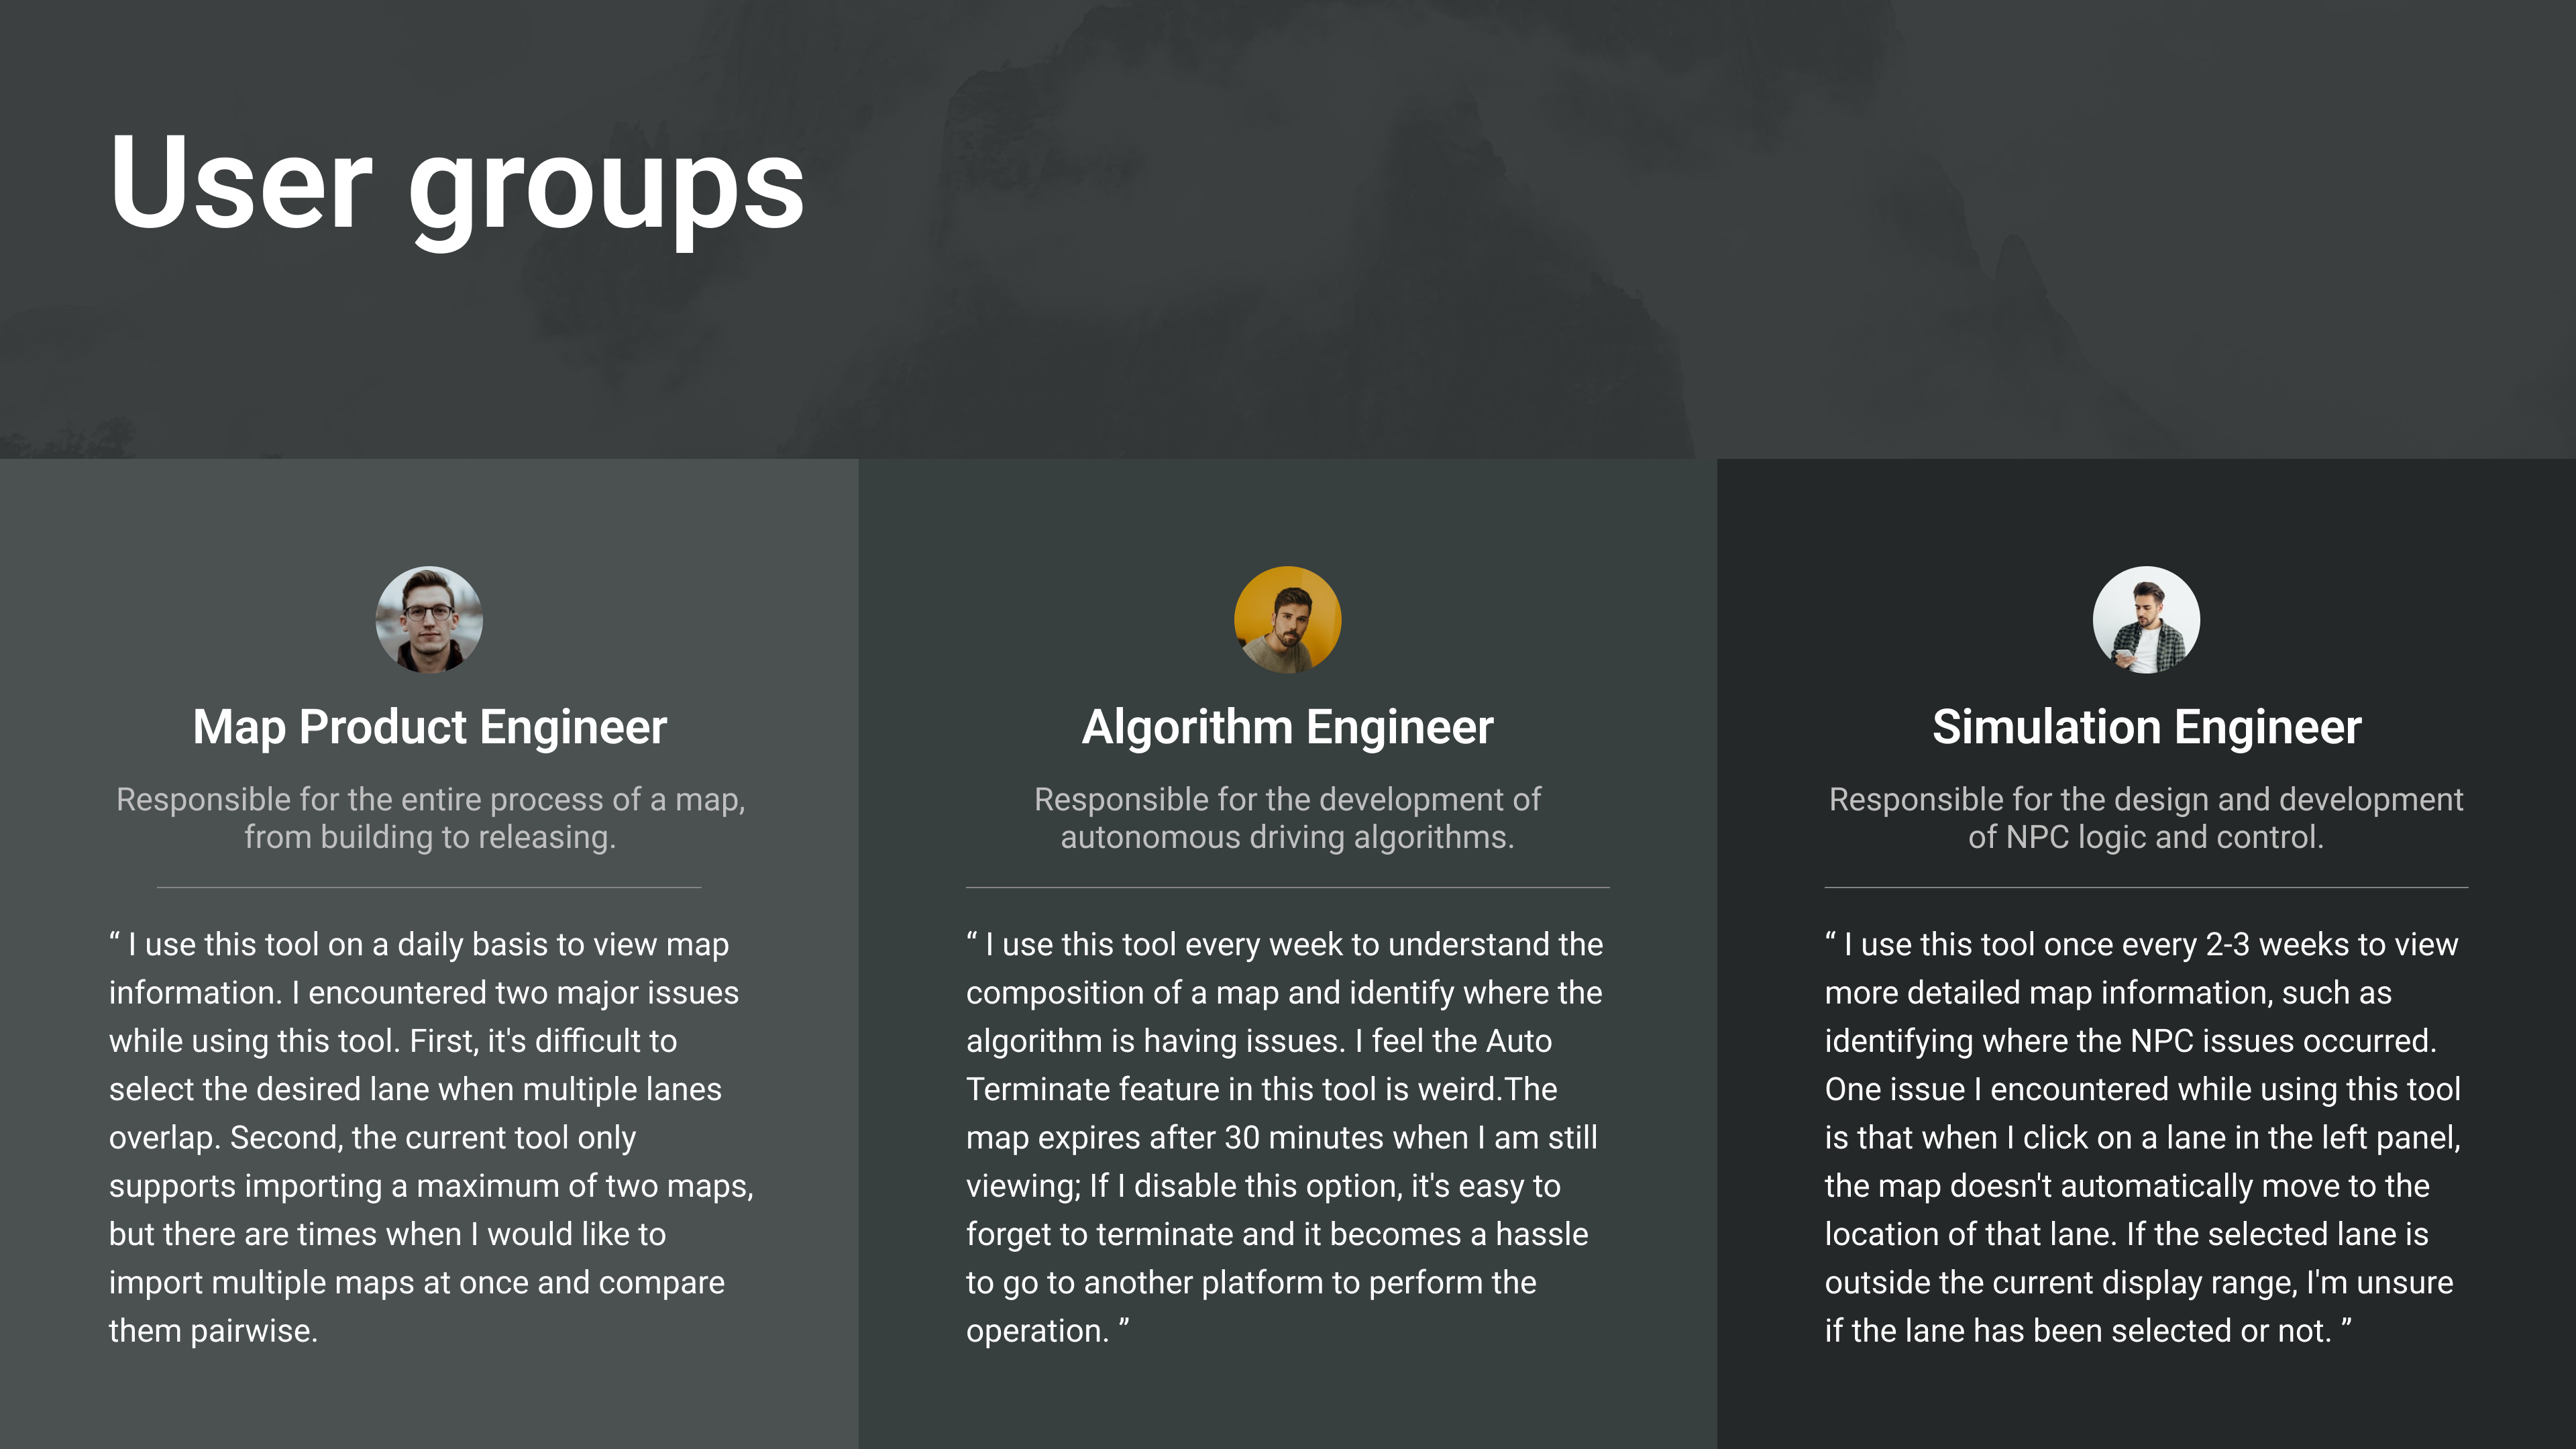 User groups
Map Product Engineer
Responsible for the entire process of a map,
from building to releasing.
“ I use this tool on a daily basis to view map
information. I encountered two major issues
while using this tool. First, it's difficult to
select the desired lane when multiple lanes
overlap. Second, the current tool only
supports importing a maximum of two maps,
but there are times when I would like to
import multiple maps at once and compare
them pairwise.
Algorithm Engineer
Responsible for the development of
autonomous driving algorithms.
“ I use this tool every week to understand the
composition of a map and identify where the
algorithm is having issues. I feel the Auto
Terminate feature in this tool is weird.The
map expires after 30 minutes when I am still
viewing; If I disable this option, it's easy to
forget to terminate and it becomes a hassle
to go to another platform to perform the
operation. ”
Simulation Engineer
Responsible for the design and development
of NPC logic and control.
“ I use this tool once every 2-3 weeks to view
more detailed map information, such as
identifying where the NPC issues occurred.
One issue I encountered while using this tool
is that when I click on a lane in the left panel,
the map doesn't automatically move to the
location of that lane. If the selected lane is
outside the current display range, I'm unsure
if the lane has been selected or not. ”